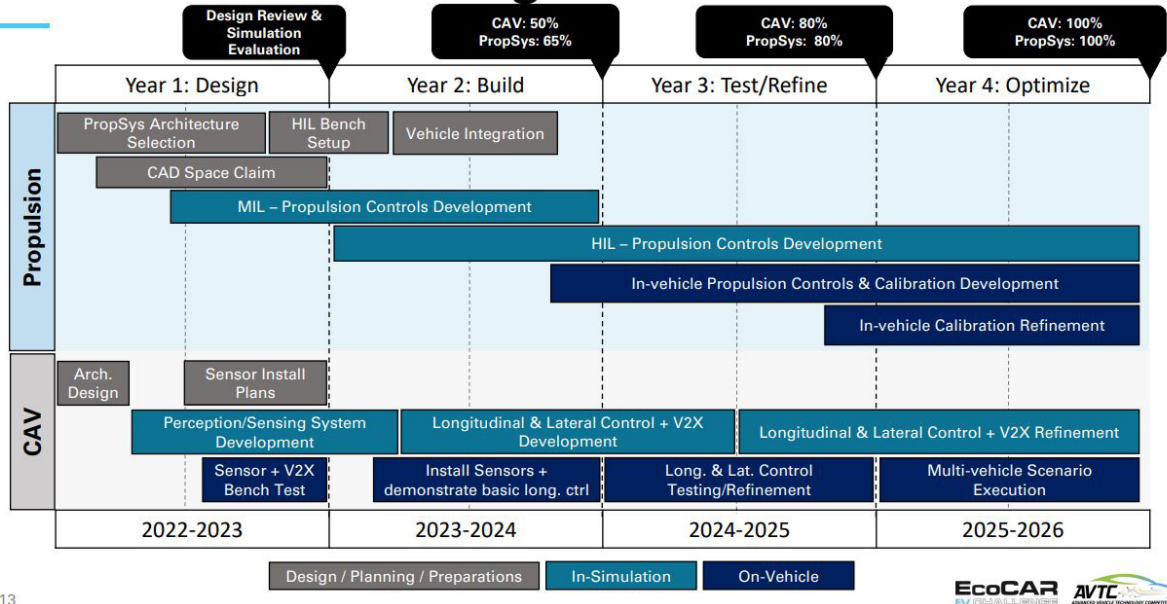 Design Review &
Simulation
Evaluation
CAV: 50%
PropSys: 65%
CAV: 80%
PropSys: 80%
CAV: 100%
PropSys: 100%
Year 1: Design
Year 2: Build
Year 3: Test/Refine
Year 4: Optimize
Propulsion
PropSys Architecture
Selection
HIL Bench
Setup
Vehicle Integration
CAD Space Claim
MIL – Propulsion Controls Development
HIL – Propulsion Controls Development
In-vehicle Propulsion Controls & Calibration Development
In-vehicle Calibration Refinement
CAV
Arch.
Design
Sensor Install
Plans
Perception/Sensing System
Development
Longitudinal & Lateral Control + V2X
Development
Longitudinal & Lateral Control + V2X Refinement
Sensor + V2X
Bench Test
Install Sensors +
demonstrate basic long. ctrl
Long. & Lat. Control
Testing/Refinement
Multi-vehicle Scenario
Execution
2022-2023
2023-2024
2024-2025
2025-2026
Design / Planning / Preparations
In-Simulation
On-Vehicle
13
EcoCAR
EV CHALLENGE
AVTC